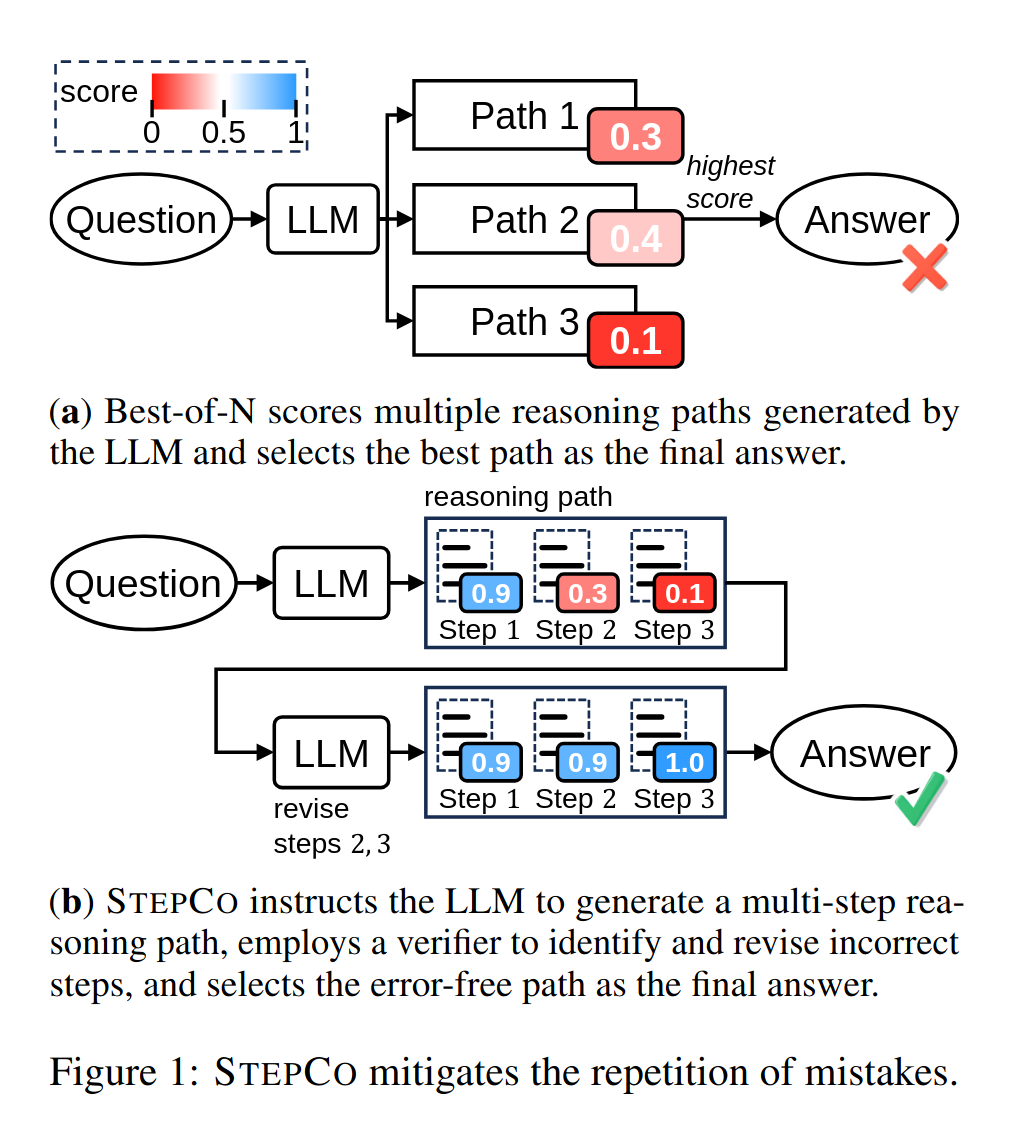 score
0 0.5 1
Path 1
0.3
Question
LLM
Path 2
0.4
highest
score
Answer
Path 3
0.1
(a) Best-of-N scores multiple reasoning paths generated by
the LLM and selects the best path as the final answer.
reasoning path
Question
LLM
0.9 0.3 0.1
Step 1 Step 2 Step 3
LLM
0.9 0.9 1.0
Step 1 Step 2 Step 3
Answer
revise
steps 2, 3
(b) STEPCO instructs the LLM to generate a multi-step rea-
soning path, employs a verifier to identify and revise incorrect
steps, and selects the error-free path as the final answer.
Figure 1: STEPCO mitigates the repetition of mistakes.